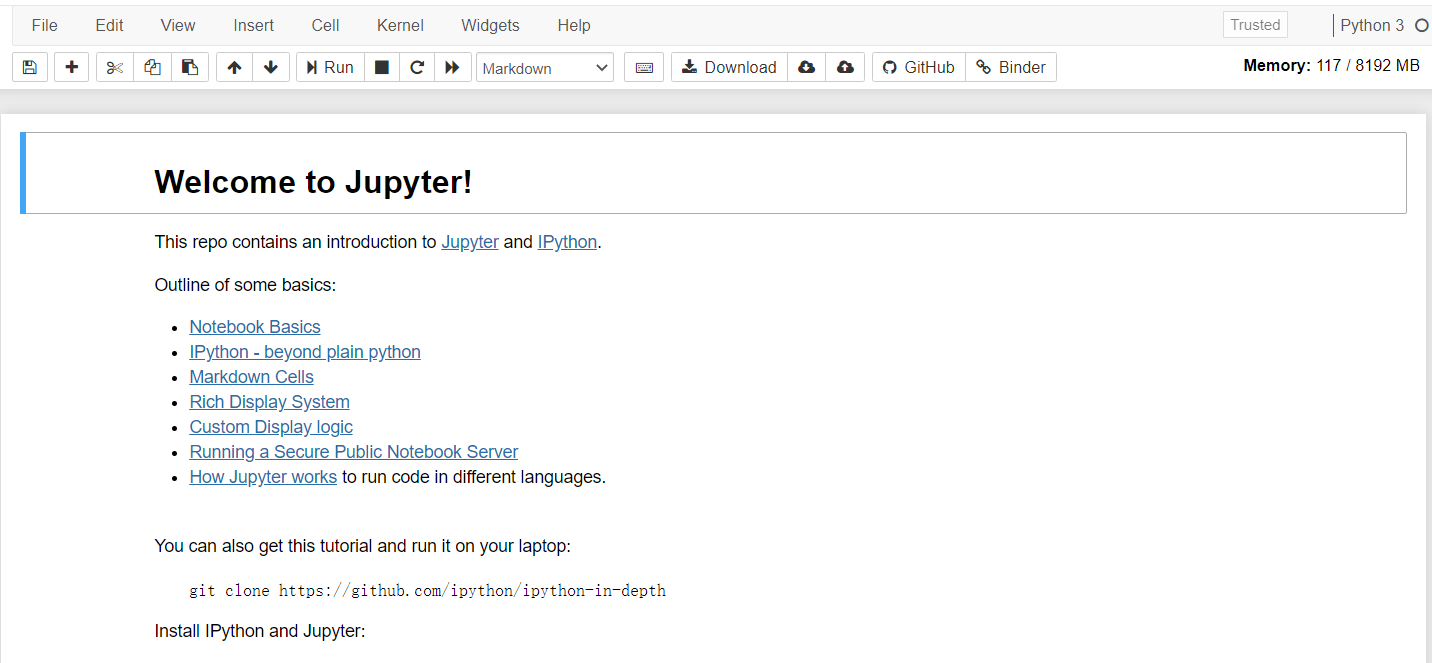 File Edit View Insert Cell Kernel Widgets Help Trusted Python 3
Run Markdown Download GitHub Binder Memory: 117 / 8192 MB
Welcome to Jupyter!
This repo contains an introduction to Jupyter and IPython.
Outline of some basics:
Notebook Basics
IPython - beyond plain python
Markdown Cells
Rich Display System
Custom Display logic
Running a Secure Public Notebook Server
How Jupyter works to run code in different languages.
You can also get this tutorial and run it on your laptop:
git clone https://github.com/ipython/ipython-in-depth
Install IPython and Jupyter: